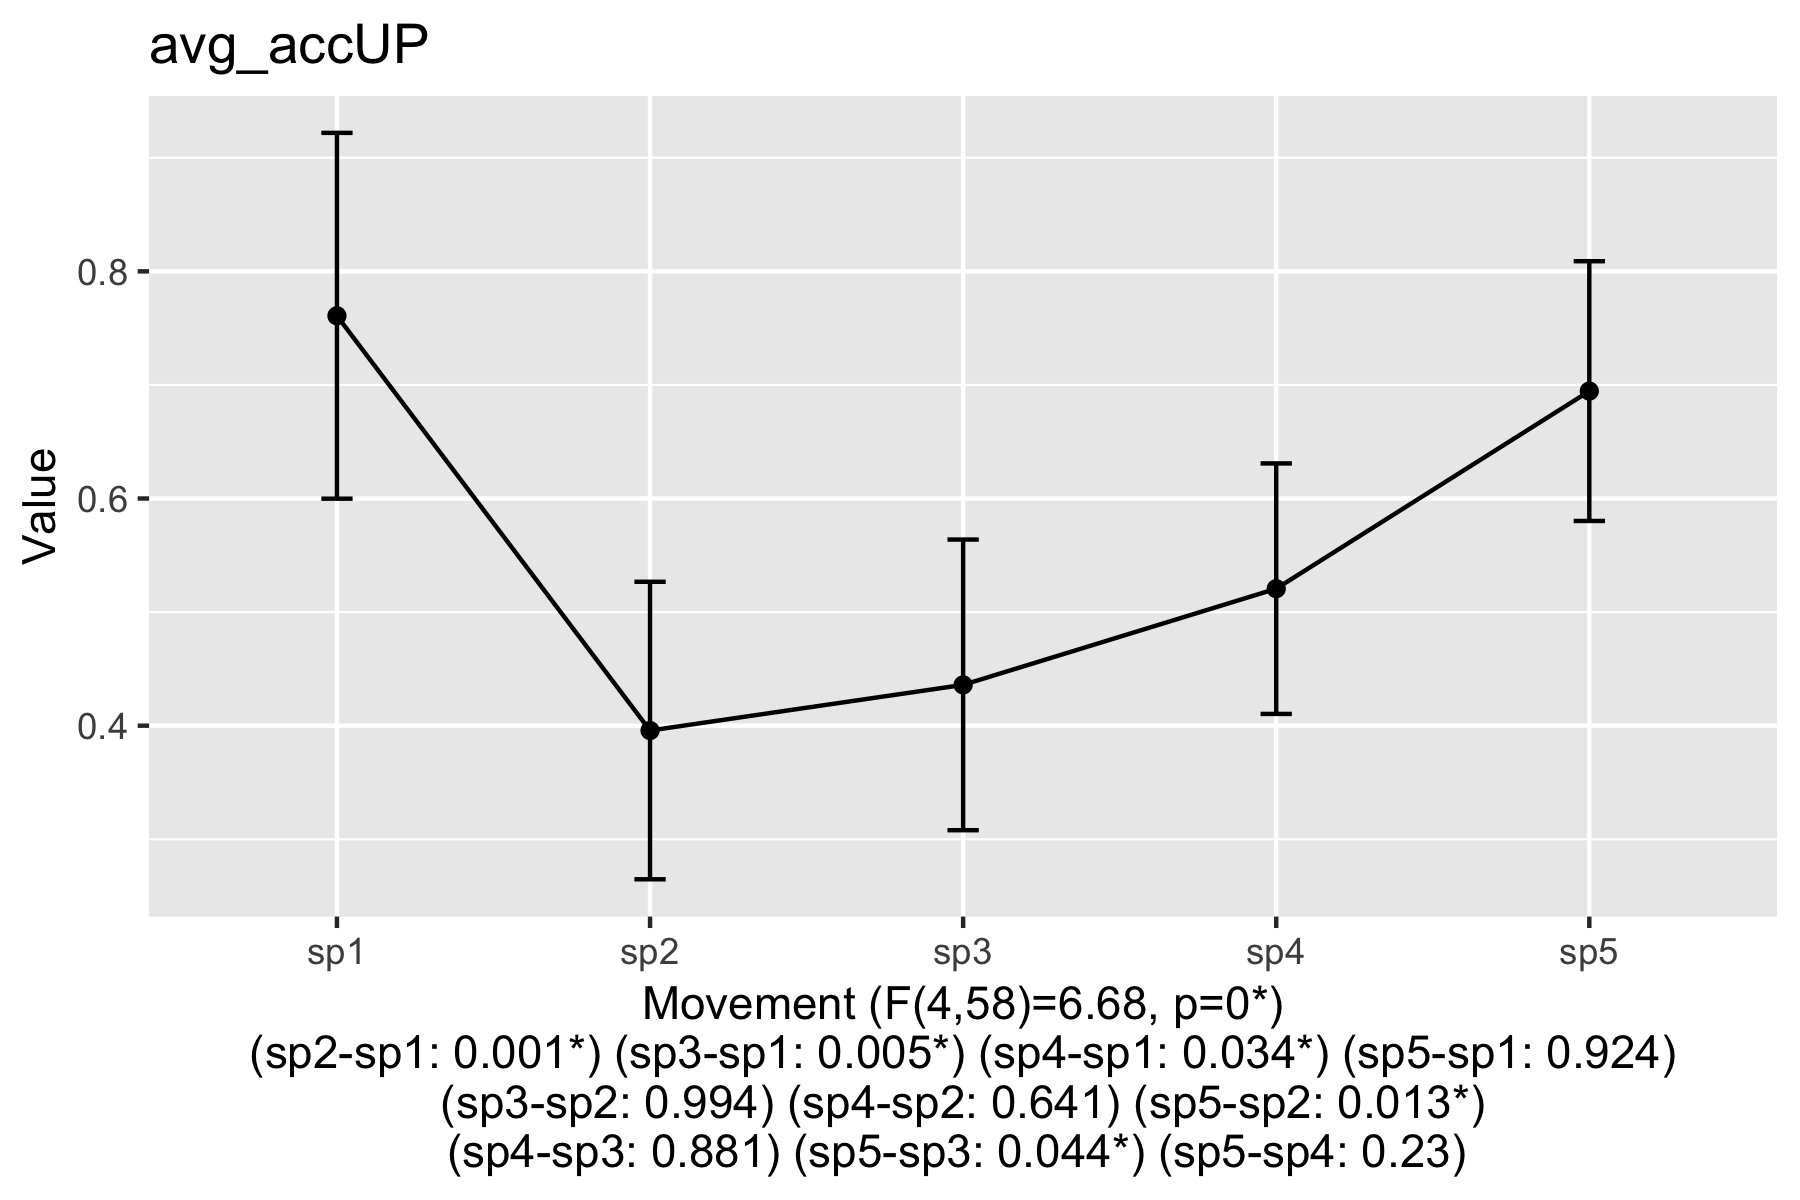 avg_accUP
Value
0.8
0.6
0.4
sp1 sp2 sp3 sp4 sp5
Movement (F(4,58)=6.68, p=0*)
(sp2-sp1: 0.001*) (sp3-sp1: 0.005*) (sp4-sp1: 0.034*) (sp5-sp1: 0.924)
(sp3-sp2: 0.994) (sp4-sp2: 0.641) (sp5-sp2: 0.013*)
(sp4-sp3: 0.881) (sp5-sp3: 0.044*) (sp5-sp4: 0.23)